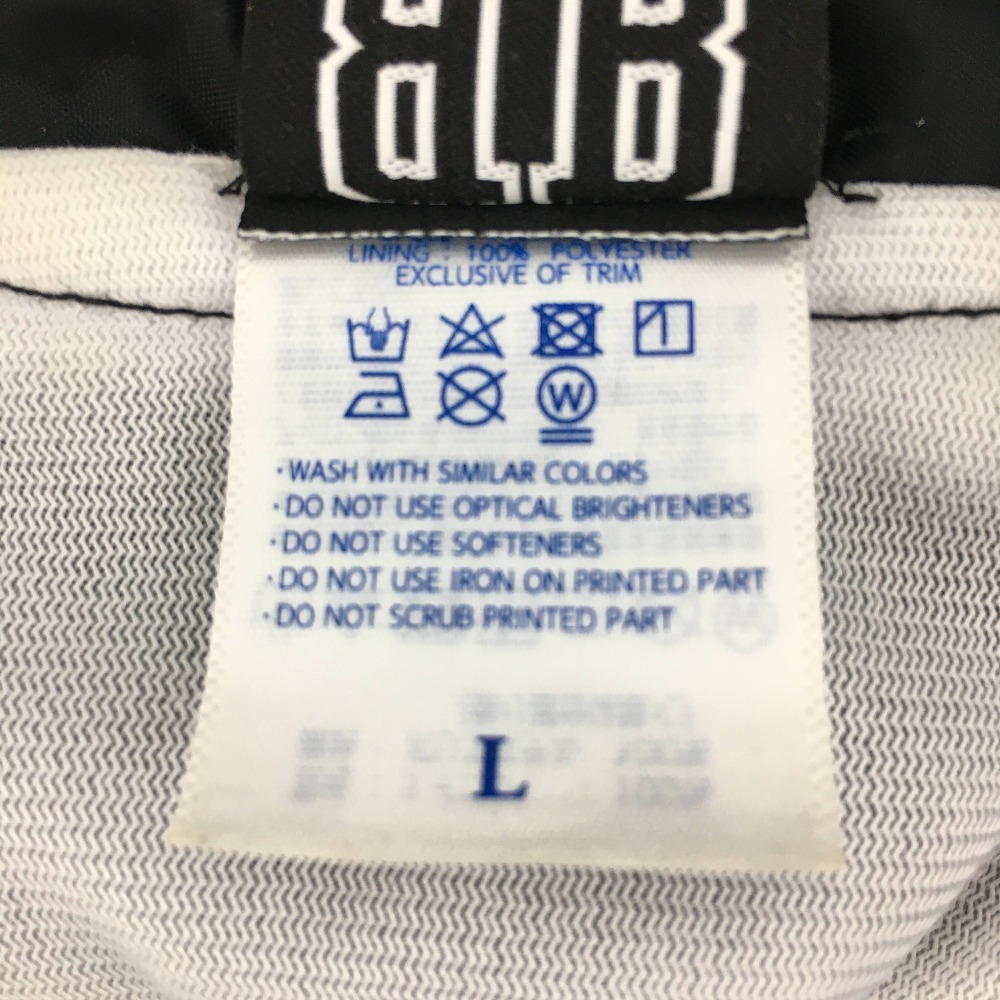 LINING : 100% POLYESTER
EXCLUSIVE OF TRIM
W
·WASH WITH SIMILAR COLORS
·DO NOT USE OPTICAL BRIGHTENERS
·DO NOT USE SOFTENERS
·DO NOT USE IRON ON PRINTED PART
·DO NOT SCRUB PRINTED PART
L